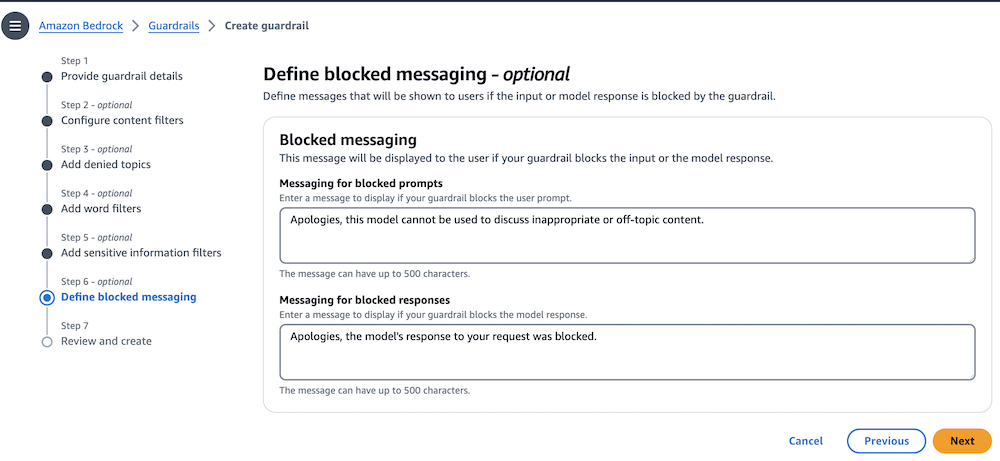 Amazon Bedrock > Guardrails > Create guardrail
Step 1
Provide guardrail details
Step 2 - optional
Configure content filters
Step 3 - optional
Add denied topics
Step 4 - optional
Add word filters
Step 5 - optional
Add sensitive information filters
Step 6 - optional
Define blocked messaging
Step 7
Review and create
Define blocked messaging - optional
Define messages that will be shown to users if the input or model response is blocked by the guardrail.
Blocked messaging
This message will be displayed to the user if your guardrail blocks the input or the model response.
Messaging for blocked prompts
Enter a message to display if your guardrail blocks the user prompt.
Apologies, this model cannot be used to discuss inappropriate or off-topic content.
The message can have up to 500 characters.
Messaging for blocked responses
Enter a message to display if your guardrail blocks the model response.
Apologies, the model's response to your request was blocked.
The message can have up to 500 characters.
Cancel Previous Next